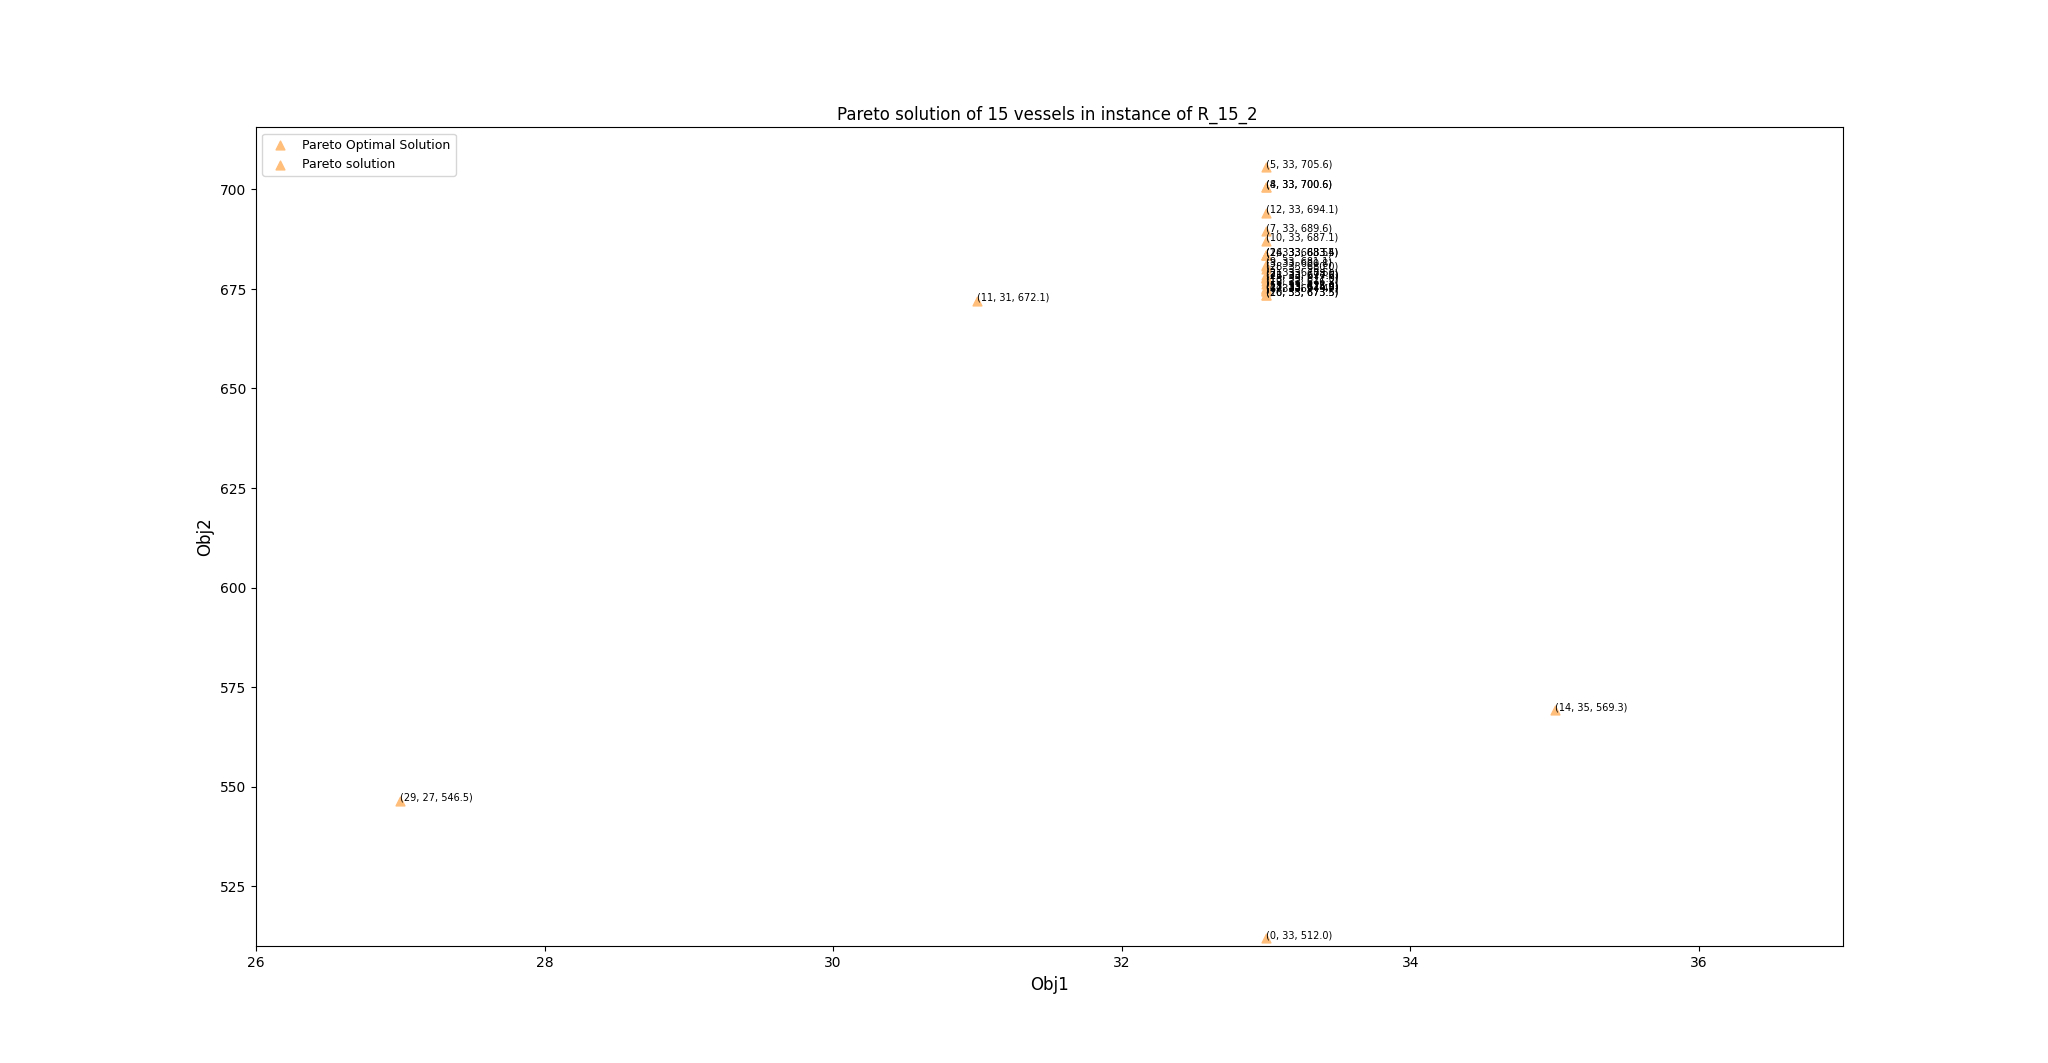 Pareto solution of 15 vessels in instance of R_15_2
Pareto Optimal Solution
Pareto solution
(5, 33, 705.6)
33, 700.6)
(12, 33, 694.1)
(7, 33, 689.6)
(10, 33, 687.1)
(11, 31, 672.1)
(14, 35, 569.3)
(29, 27, 546.5)
(0, 33, 512.0)
700
675
650
625
600
575
550
525
Obj2
26 28 30 32 34 36
Obj1